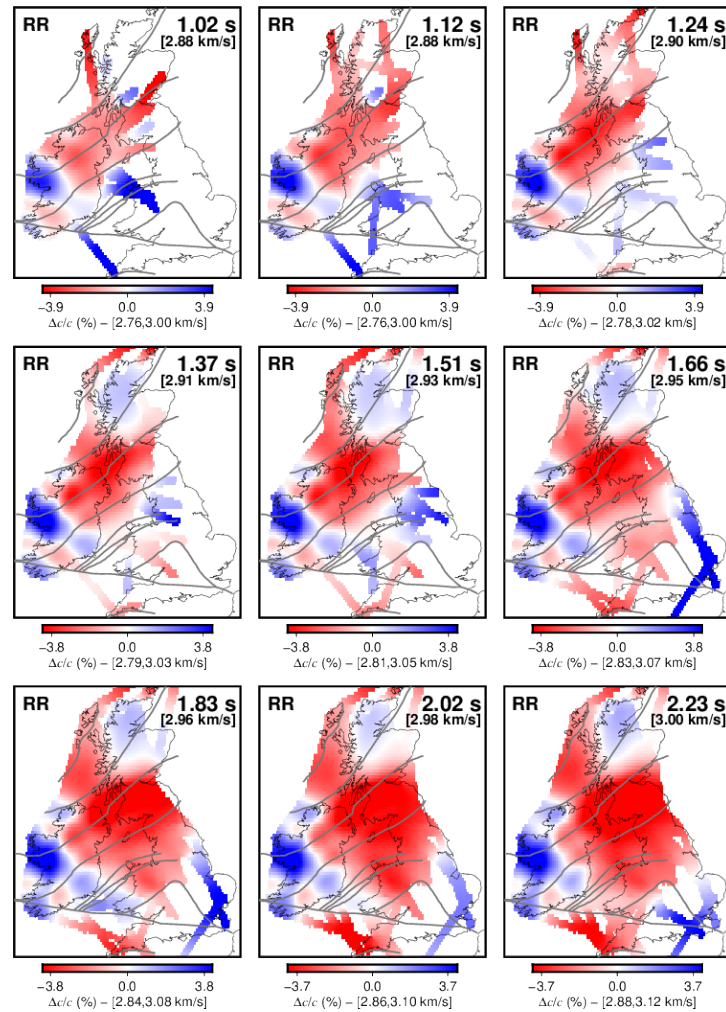 RR 1.02 s
[2.88 km/s]
RR 1.12 s
[2.88 km/s]
RR 1.24 s
[2.90 km/s]
−3.9 0.0 3.9
Δc/c (%) − [2.76,3.00 km/s]
−3.9 0.0 3.9
Δc/c (%) − [2.76,3.00 km/s]
−3.9 0.0 3.9
Δc/c (%) − [2.78,3.02 km/s]
RR 1.37 s
[2.91 km/s]
RR 1.51 s
[2.93 km/s]
RR 1.66 s
[2.95 km/s]
−3.8 0.0 3.8
Δc/c (%) − [2.79,3.03 km/s]
−3.8 0.0 3.8
Δc/c (%) − [2.81,3.05 km/s]
−3.8 0.0 3.8
Δc/c (%) − [2.83,3.07 km/s]
RR 1.83 s
[2.96 km/s]
RR 2.02 s
[2.98 km/s]
RR 2.23 s
[3.00 km/s]
−3.8 0.0 3.8
Δc/c (%) − [2.84,3.08 km/s]
−3.7 0.0 3.7
Δc/c (%) − [2.86,3.10 km/s]
−3.7 0.0 3.7
Δc/c (%) − [2.88,3.12 km/s]